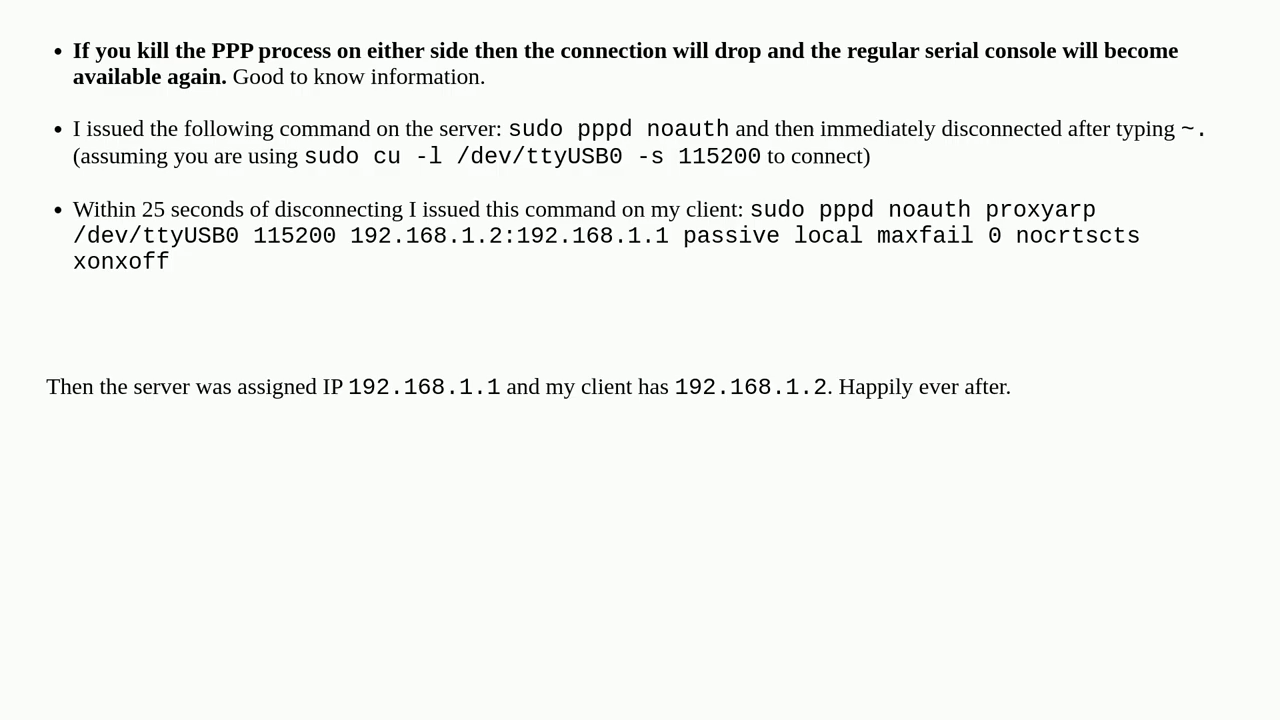 • If you kill the PPP process on either side then the connection will drop and the regular serial console will become
available again. Good to know information.
• I issued the following command on the server: sudo pppd noauth and then immediately disconnected after typing ~.
(assuming you are using sudo cu -l /dev/ttyUSB0 -s 115200 to connect)
• Within 25 seconds of disconnecting I issued this command on my client: sudo pppd noauth proxyarp
/dev/ttyUSB0 115200 192.168.1.2:192.168.1.1 passive local maxfail 0 nocrtscts
xonxoff
Then the server was assigned IP 192.168.1.1 and my client has 192.168.1.2. Happily ever after.